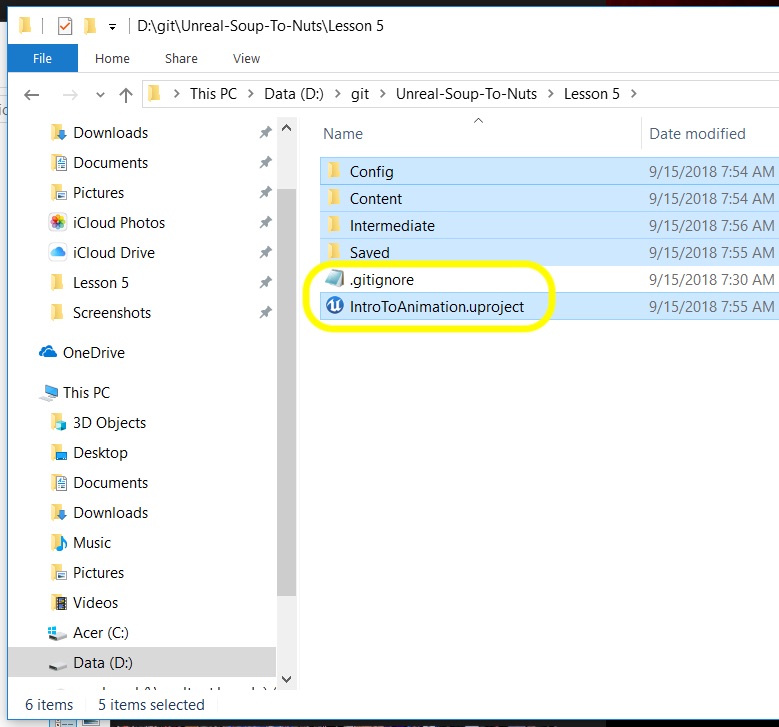 D:\git\Unreal-Soup-To-Nuts\Lesson 5
File Home Share View
This PC Data (D:) git Unreal-Soup-To-Nuts Lesson 5
Downloads
Documents
Pictures
iCloud Photos
iCloud Drive
Lesson 5
Screenshots
OneDrive
This PC
3D Objects
Desktop
Documents
Downloads
Music
Pictures
Videos
Acer (C:)
Data (D:)
Name Date modified
Config 9/15/2018 7:54 AM
Content 9/15/2018 7:54 AM
Intermediate 9/15/2018 7:56 AM
Saved 9/15/2018 7:55 AM
.gitignore 9/15/2018 7:30 AM
IntroToAnimation.uproject 9/15/2018 7:55 AM
6 items 5 items selected